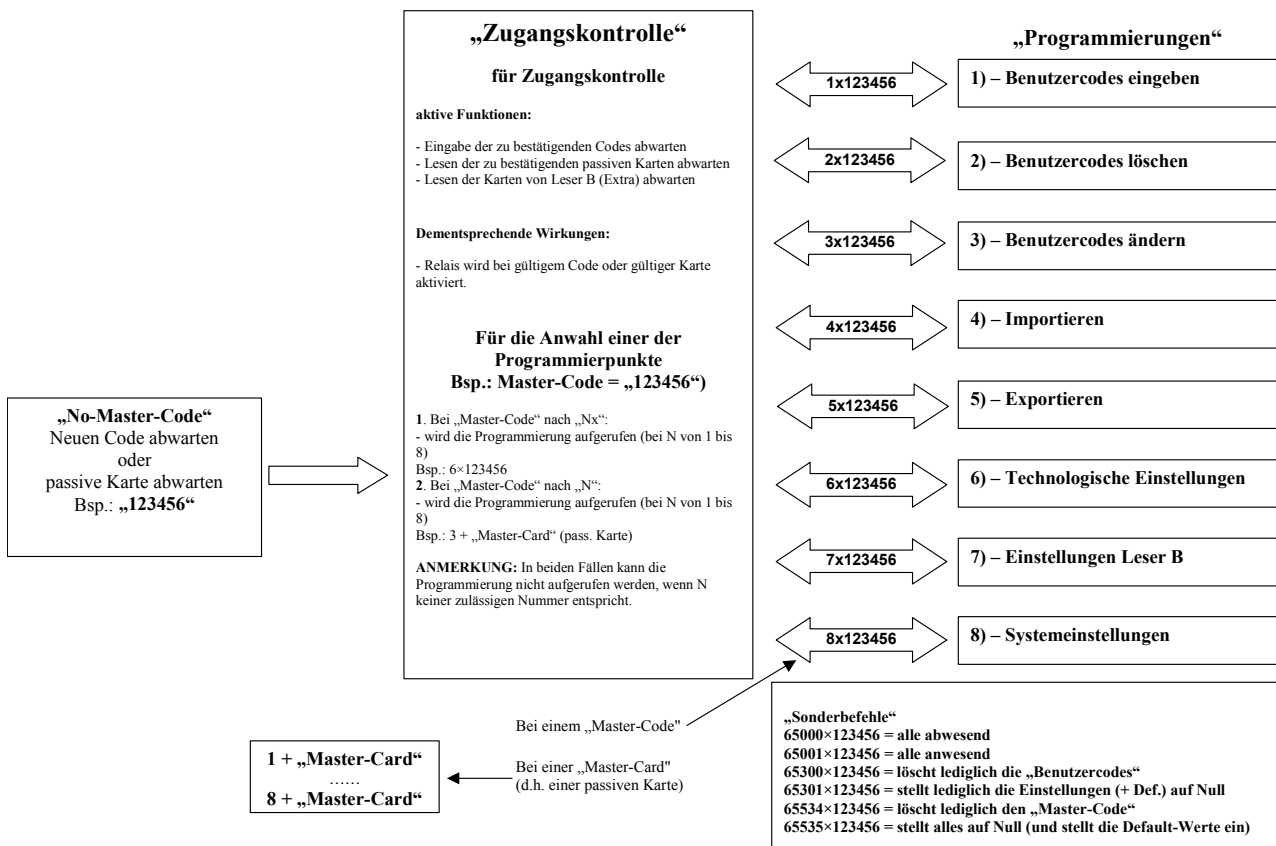 „Zugangskontrolle“
für Zugangskontrolle
aktive Funktionen:
- Eingabe der zu bestätigenden Codes abwarten
- Lesen der zu bestätigenden passiven Karten abwarten
- Lesen der Karten von Leser B (Extra) abwarten
Dementsprechende Wirkungen:
- Relais wird bei gültigem Code oder gültiger Karte
aktiviert.
Für die Anwahl einer der
Programmierpunkte
Bsp.: Master-Code = „123456“)
1. Bei „Master-Code“ nach „Nx“:
- wird die Programmierung aufgerufen (bei N von 1 bis
8)
Bsp.: 6×123456
2. Bei „Master-Code“ nach „N“:
- wird die Programmierung aufgerufen (bei N von 1 bis
8)
Bsp.: 3 + „Master-Card“ (pass. Karte)
ANMERKUNG: In beiden Fällen kann die
Programmierung nicht aufgerufen werden, wenn N
keiner zulässigen Nummer entspricht.
„No-Master-Code“
Neuen Code abwarten
oder
passive Karte abwarten
Bsp.: „123456“
„Programmierungen“
1x123456
1) – Benutzercodes eingeben
2x123456
2) – Benutzercodes löschen
3x123456
3) – Benutzercodes ändern
4x123456
4) – Importieren
5x123456
5) – Exportieren
6x123456
6) – Technologische Einstellungen
7x123456
7) – Einstellungen Leser B
8x123456
8) – Systemeinstellungen
Bei einem „Master-Code"
Bei einer „Master-Card"
(d.h. einer passiven Karte)
1 + „Master-Card“
……
8 + „Master-Card“
„Sonderbefehle“
65000×123456 = alle abwesend
65001×123456 = alle anwesend
65300×123456 = löscht lediglich die „Benutzercodes“
65301×123456 = stellt lediglich die Einstellungen (+ Def.) auf Null
65534×123456 = löscht lediglich den „Master-Code“
65535×123456 = stellt alles auf Null (und stellt die Default-Werte ein)